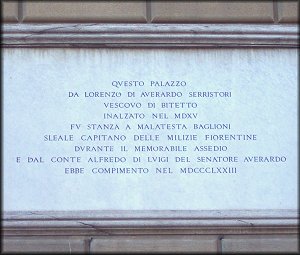 QVESTO PALAZZO
DA LORENZO DI AVERARDO SERRISTORI
VESCOVO DI BITETTO
INALZATO NEL MDXV
FV STANZA A MALATESTA BAGLIONI
SLEALE CAPITANO DELLE MILIZIE FIORENTINE
DVRANTE IL MEMORABILE ASSEDIO
E DAL CONTE ALFREDO DI LVIGI DEL SENATORE AVERARDO
EBBE COMPIMENTO NEL MDCCCLXXIII